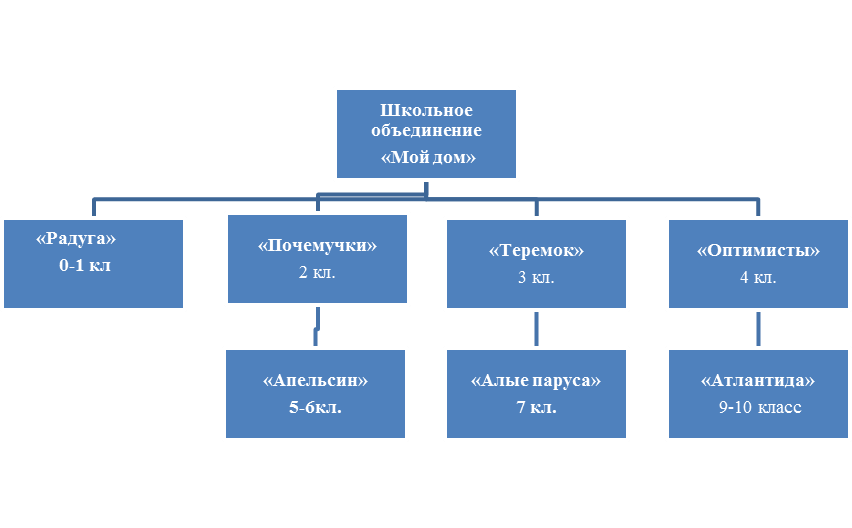 Школьное
объединение
«Мой дом»
«Радуга»
0-1 кл
«Почемучки»
2 кл.
«Теремок»
3 кл.
«Оптимисты»
4 кл.
«Апельсин»
5-6кл.
«Алые паруса»
7 кл.
«Атлантида»
9-10 класс